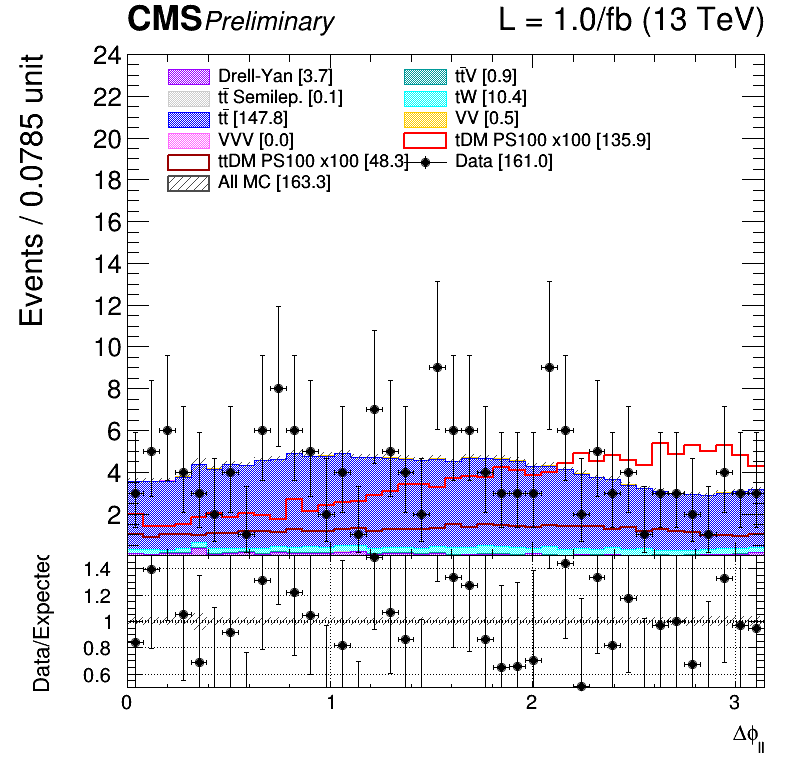 CMS Preliminary L = 1.0/fb (13 TeV)
Events / 0.0785 unit
24
22
20
18
16
14
12
10
8
6
4
2
Drell-Yan [3.7]
tt̄ Semilep. [0.1]
tt̄ [147.8]
VVV [0.0]
ttDM PS100 x100 [48.3]
All MC [163.3]
tt̄V [0.9]
tW [10.4]
VV [0.5]
tDM PS100 x100 [135.9]
Data [161.0]
Data/Expected
1.4
1.2
1
0.8
0.6
0 1 2 3
Δϕll